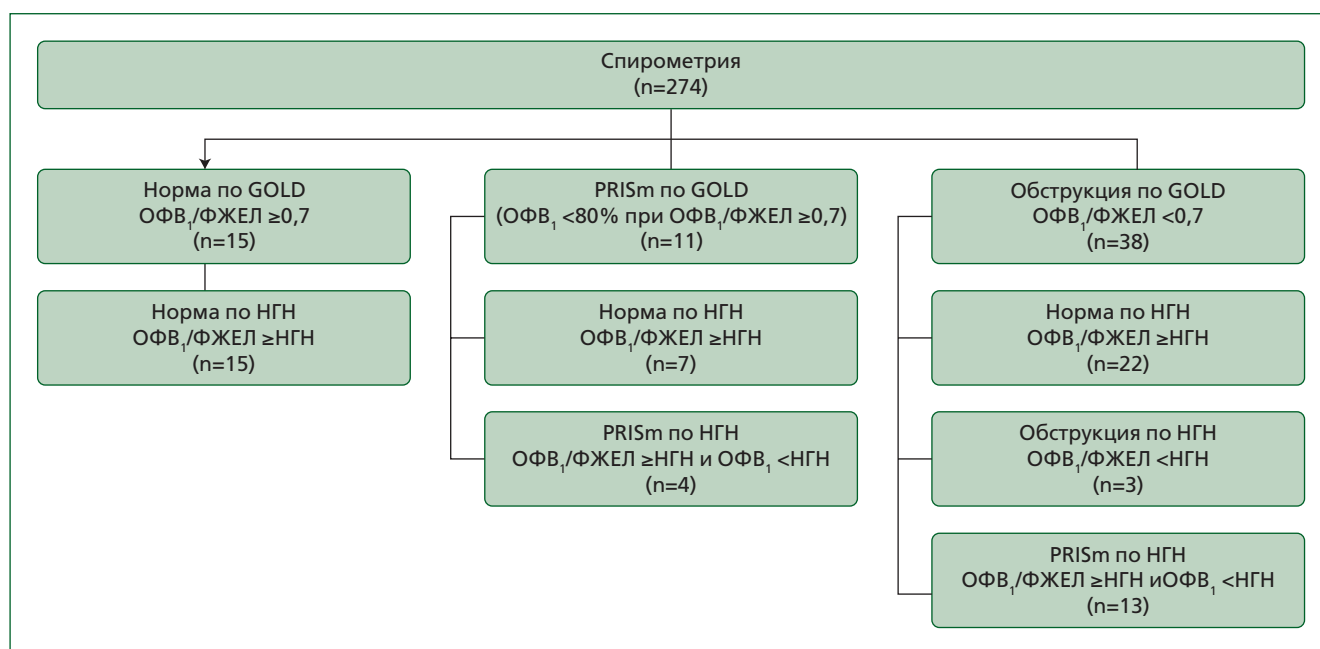 Спирометрия
(n=274)
Норма по GOLD
ОФВ₁/ФЖЕЛ ≥0,7
(n=15)
Норма по НГН
ОФВ₁/ФЖЕЛ ≥НГН
(n=15)
PRISm по GOLD
(ОФВ₁ <80% при ОФВ₁/ФЖЕЛ ≥0,7)
(n=11)
Норма по НГН
ОФВ₁/ФЖЕЛ ≥НГН
(n=7)
PRISm по НГН
ОФВ₁/ФЖЕЛ ≥НГН и ОФВ₁ <НГН
(n=4)
Обструкция по GOLD
ОФВ₁/ФЖЕЛ <0,7
(n=38)
Норма по НГН
ОФВ₁/ФЖЕЛ ≥НГН
(n=22)
Обструкция по НГН
ОФВ₁/ФЖЕЛ <НГН
(n=3)
PRISm по НГН
ОФВ₁/ФЖЕЛ ≥НГН иОФВ₁ <НГН
(n=13)